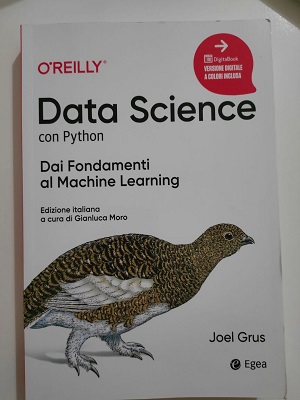 DigitalBook
VERSIONE DIGITALE
A COLORI INCLUSA
O'REILLY®
Data Science
con Python
Dai Fondamenti
al Machine Learning
Edizione italiana
a cura di Gianluca Moro
Joel Grus
Egea